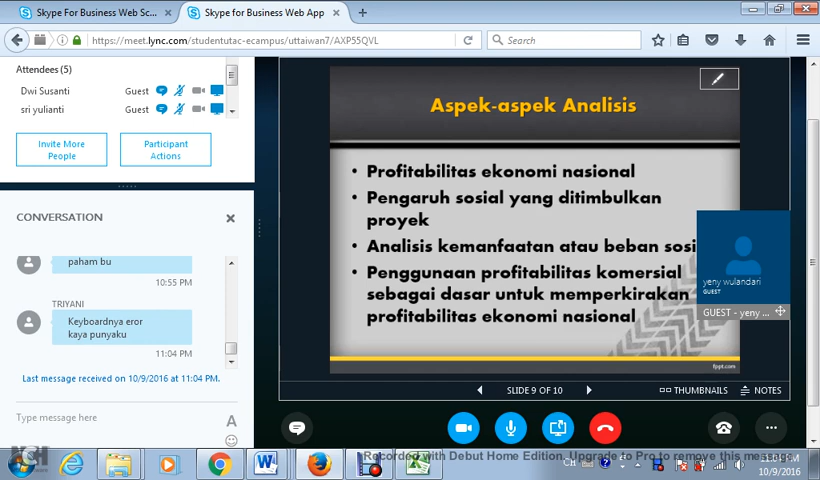 Skype For Business Web Sc...
Skype for Business Web App
https://meet.lync.com/studentutac-ecampus/uttaiwan7/AXP55QVL
Search
Attendees (5)
Dwi Susanti
Guest
sri yulianti
Guest
Invite More
People
Participant
Actions
CONVERSATION
paham bu
10:55 PM
TRIYANI
Keyboardnya eror
kaya punyaku
11:04 PM
Last message received on 10/9/2016 at 11:04 PM.
Type message here
Aspek-aspek Analisis
• Profitabilitas ekonomi nasional
• Pengaruh sosial yang ditimbulkan
proyek
• Analisis kemanfaatan atau beban sosi
• Penggunaan profitabilitas komersial
sebagai dasar untuk memperkirakan
profitabilitas ekonomi nasional
fppt.com
yeny wulandari
GUEST
GUEST - yeny ...
SLIDE 9 OF 10
THUMBNAILS
NOTES
Recorded with Debut Home Edition. Upgrade to Pro to remove this message.
CH
10/9/2016